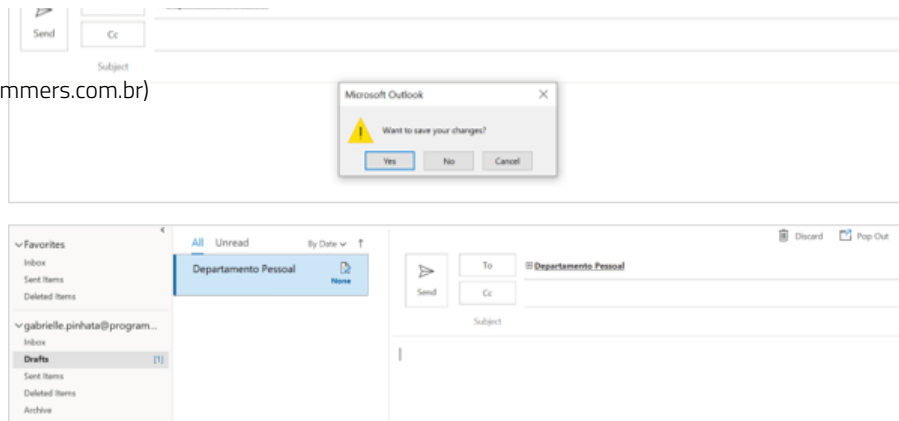 Send
Cc
Subject
mmers.com.br)
Microsoft Outlook
Want to save your changes?
Yes No Cancel
Discard Pop Out
Favorites
Inbox
Sent Items
Deleted Items
gabrielle.pinhata@program...
Inbox
Drafts [1]
Sent Items
Deleted Items
Archive
All Unread By Date
Departamento Pessoal
None
Send
To Departamento Pessoal
Cc
Subject